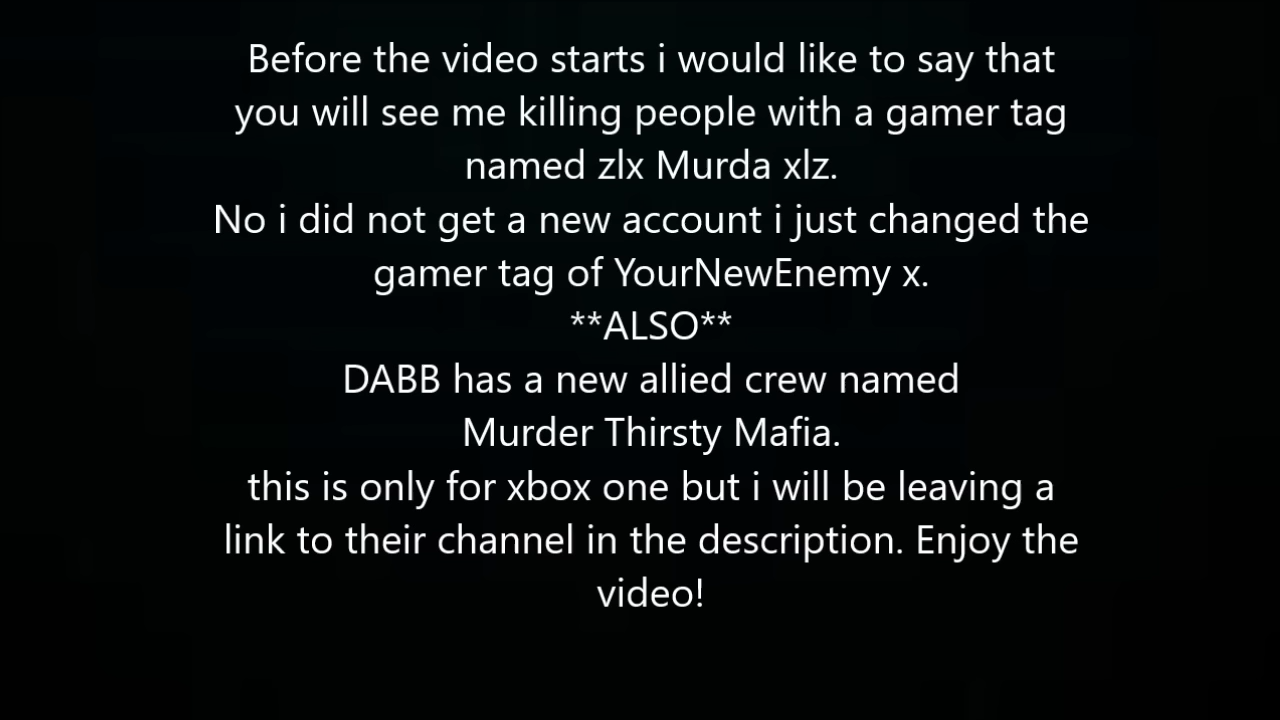 Before the video starts i would like to say that
you will see me killing people with a gamer tag
named zlx Murda xlz.
No i did not get a new account i just changed the
gamer tag of YourNewEnemy x.
**ALSO**
DABB has a new allied crew named
Murder Thirsty Mafia.
this is only for xbox one but i will be leaving a
link to their channel in the description. Enjoy the
video!